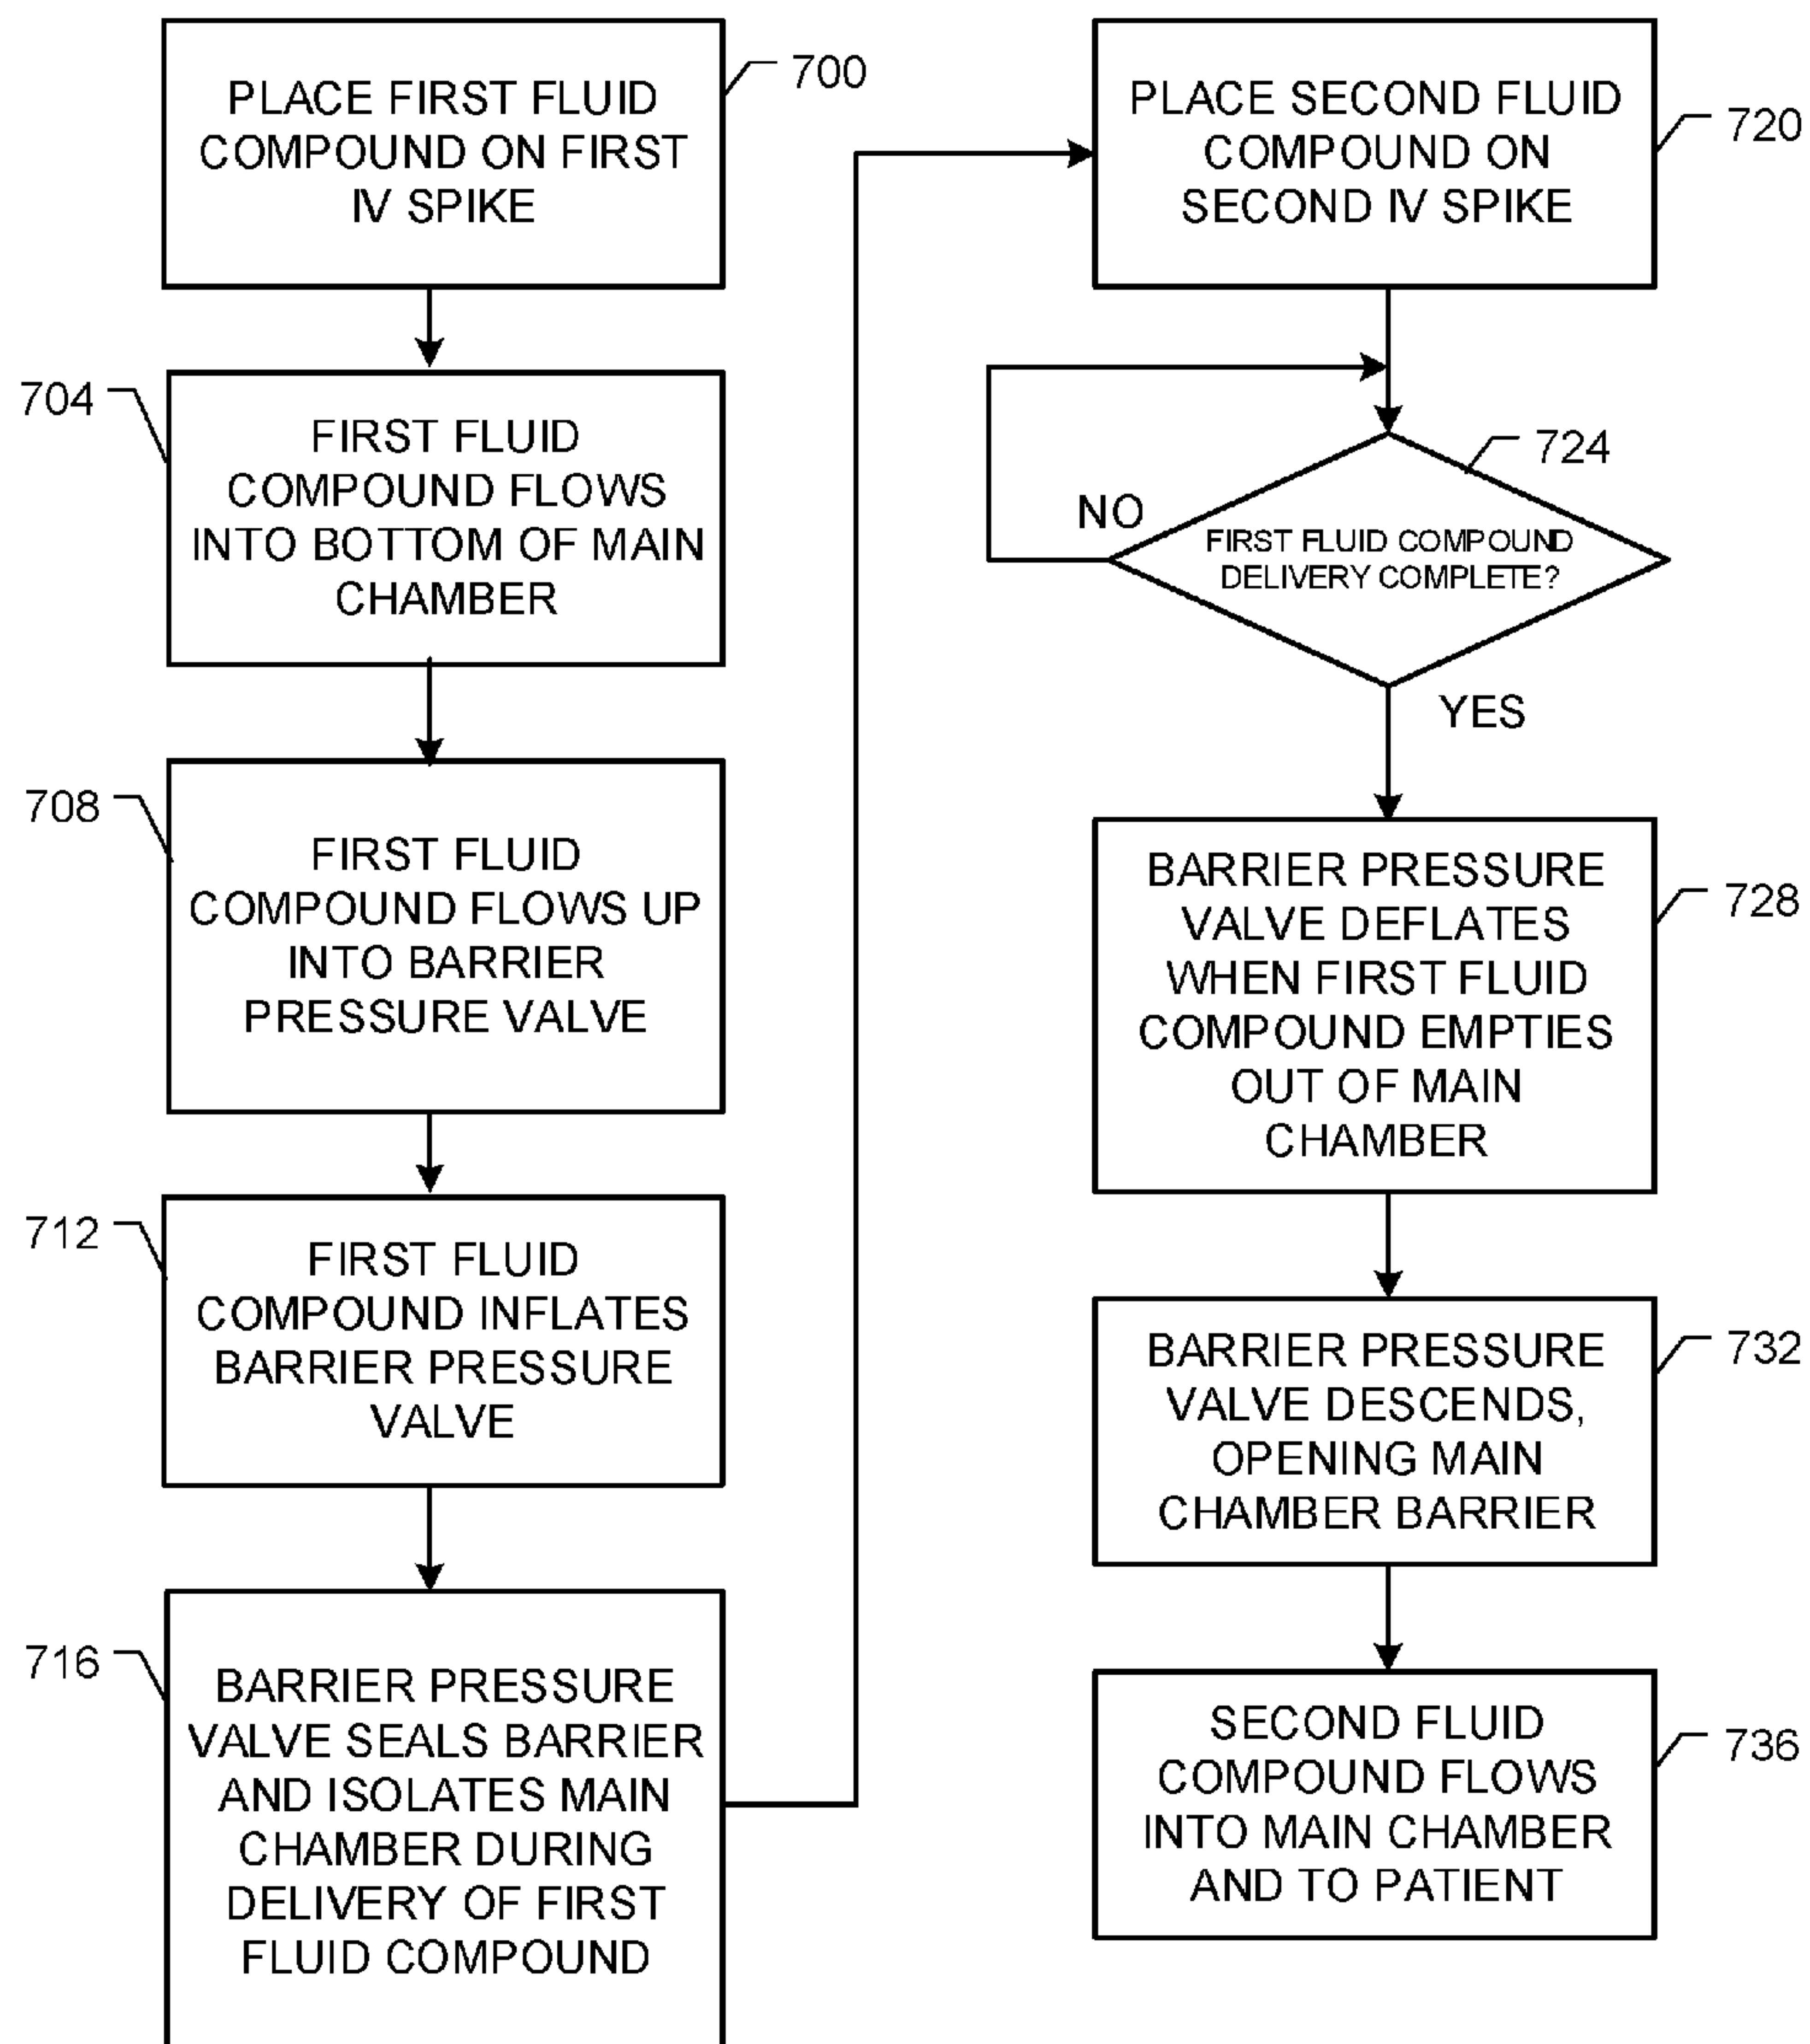 PLACE FIRST FLUID
COMPOUND ON FIRST
IV SPIKE
700
704
FIRST FLUID
COMPOUND FLOWS
INTO BOTTOM OF MAIN
CHAMBER
708
FIRST FLUID
COMPOUND FLOWS UP
INTO BARRIER
PRESSURE VALVE
712
FIRST FLUID
COMPOUND INFLATES
BARRIER PRESSURE
VALVE
716
BARRIER PRESSURE
VALVE SEALS BARRIER
AND ISOLATES MAIN
CHAMBER DURING
DELIVERY OF FIRST
FLUID COMPOUND
PLACE SECOND FLUID
COMPOUND ON
SECOND IV SPIKE
720
724
NO
FIRST FLUID COMPOUND
DELIVERY COMPLETE?
YES
BARRIER PRESSURE
VALVE DEFLATES
WHEN FIRST FLUID
COMPOUND EMPTIES
OUT OF MAIN
CHAMBER
728
BARRIER PRESSURE
VALVE DESCENDS,
OPENING MAIN
CHAMBER BARRIER
732
SECOND FLUID
COMPOUND FLOWS
INTO MAIN CHAMBER
AND TO PATIENT
736